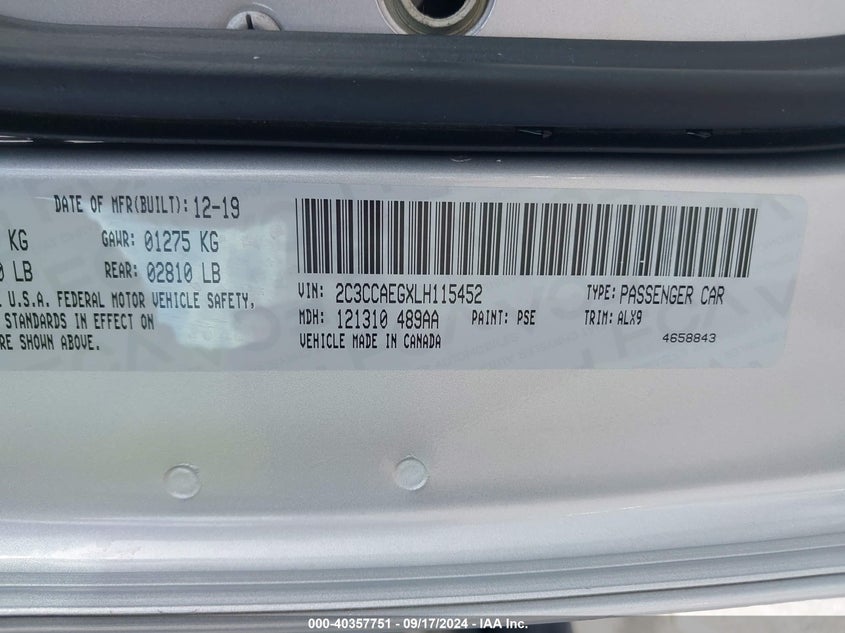 DATE OF MFR(BUILT): 12-19
KG GAWR: 01275 KG
0 LB REAR: 02810 LB
U.S.A. FEDERAL MOTOR VEHICLE SAFETY,
STANDARDS IN EFFECT ON
RE SHOWN ABOVE.
VIN: 2C3CCAEGXLH115452 TYPE: PASSENGER CAR
MDH: 121310 489AA PAINT: PSE TRIM: ALX9
VEHICLE MADE IN CANADA 4658843
000-40357751 - 09/17/2024 - IAA Inc.